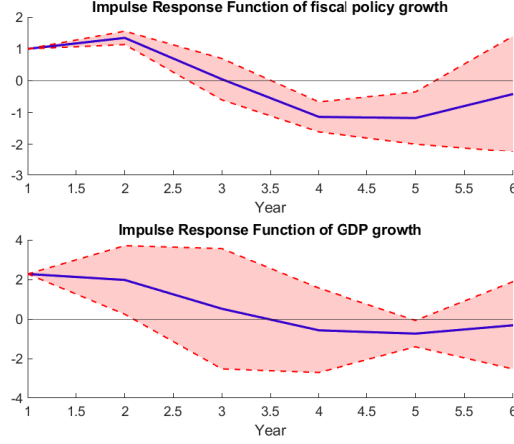 Impulse Response Function of fiscal policy growth
2
1
0
-1
-2
-3
1 1.5 2 2.5 3 3.5 4 4.5 5 5.5 6
Year
Impulse Response Function of GDP growth
4
2
0
-2
-4
1 1.5 2 2.5 3 3.5 4 4.5 5 5.5 6
Year